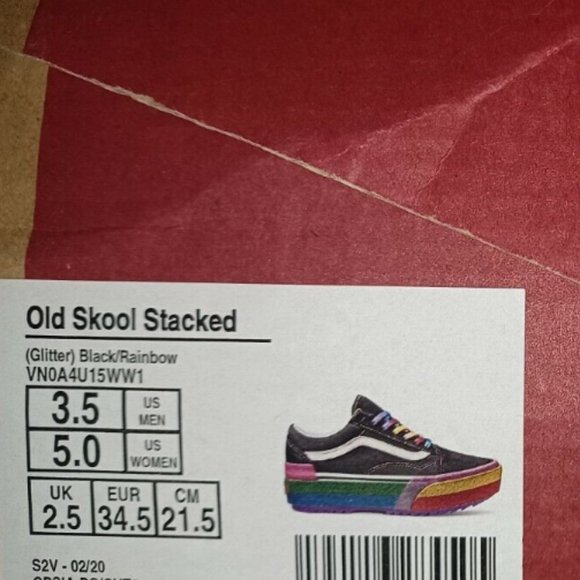 Old Skool Stacked
(Glitter) Black/Rainbow
VN0A4U15WW1
3.5 US MEN
5.0 US WOMEN
UK EUR CM
2.5 34.5 21.5
S2V - 02/20